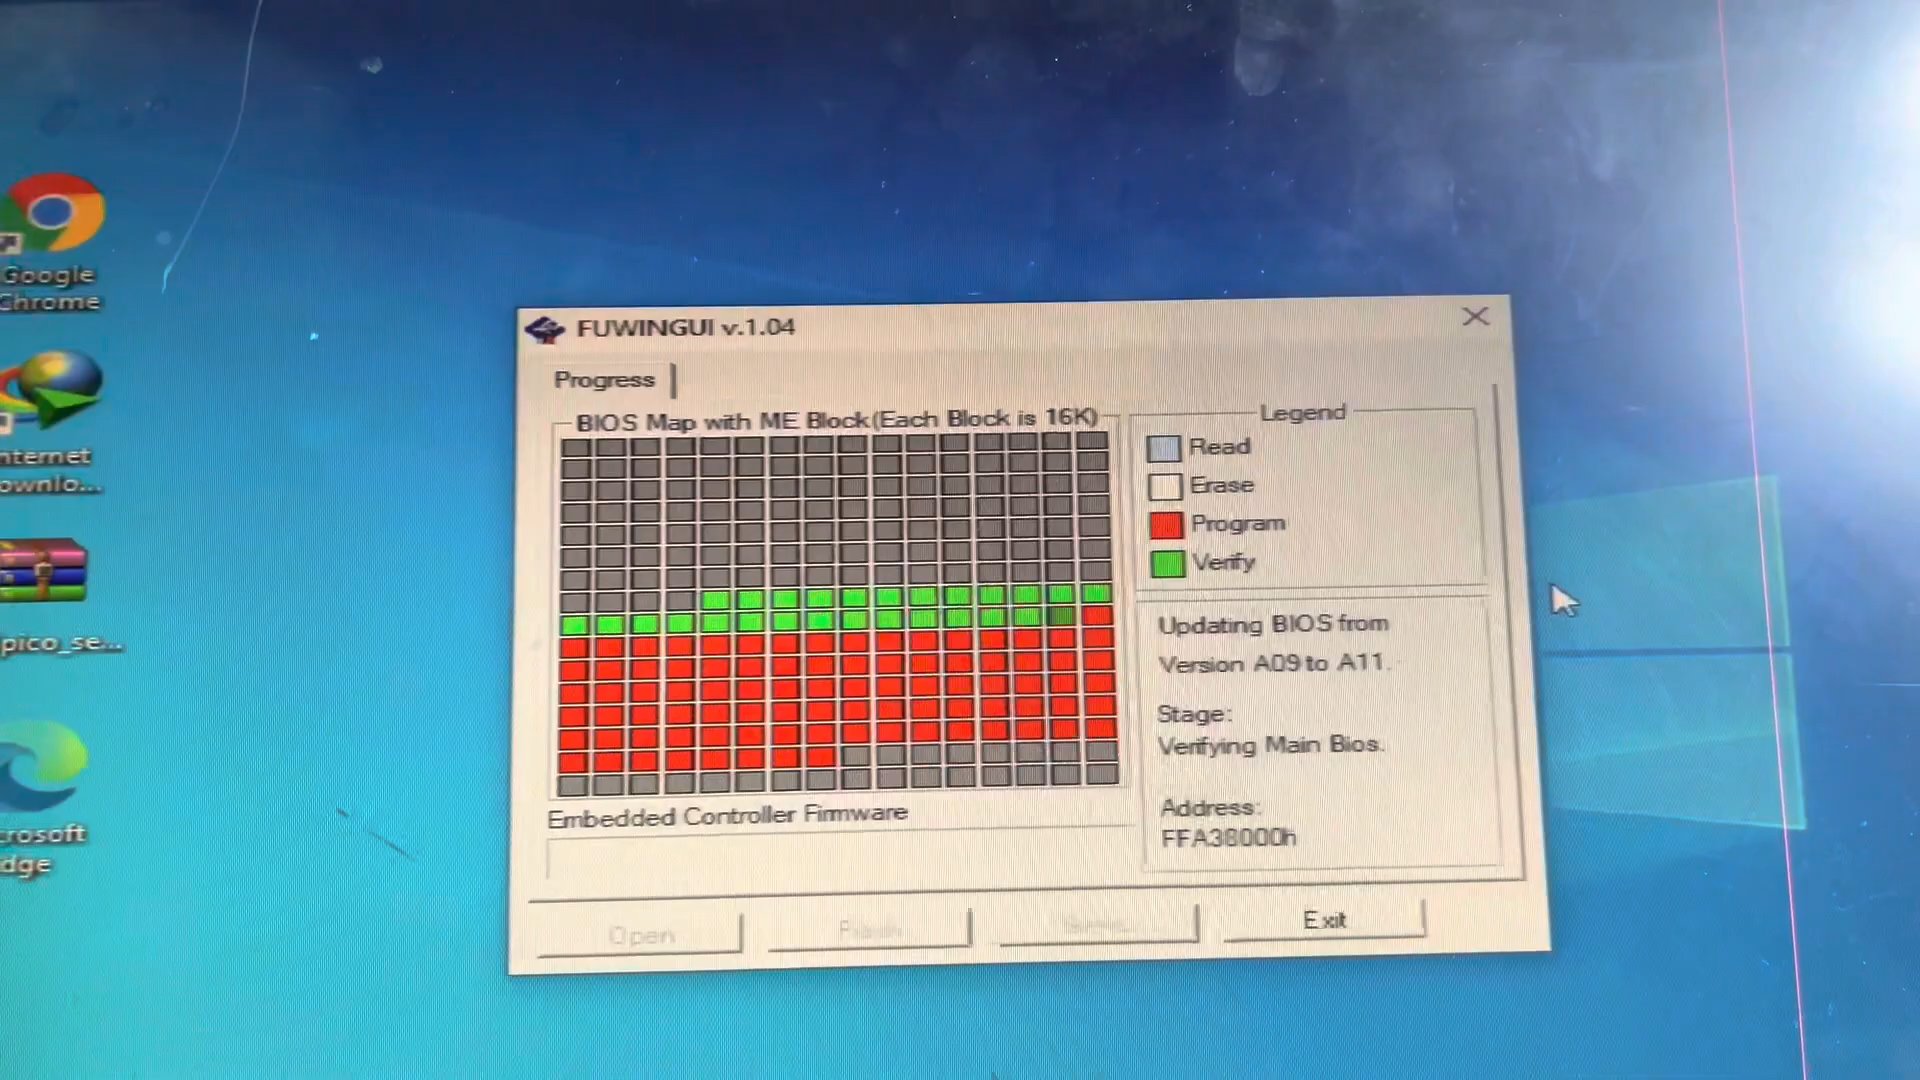 Google
Chrome
nternet
ownlo...
pico_se...
crosoft
dge
FUWINGUI v.1.04
Progress
BIOS Map with ME Block(Each Block is 16K)
Legend
Read
Erase
Program
Verify
Updating BIOS from
Version A09 to A11.
Stage:
Verifying Main Bios.
Address:
FFA38000h
Embedded Controller Firmware
Open
Flash
Exit